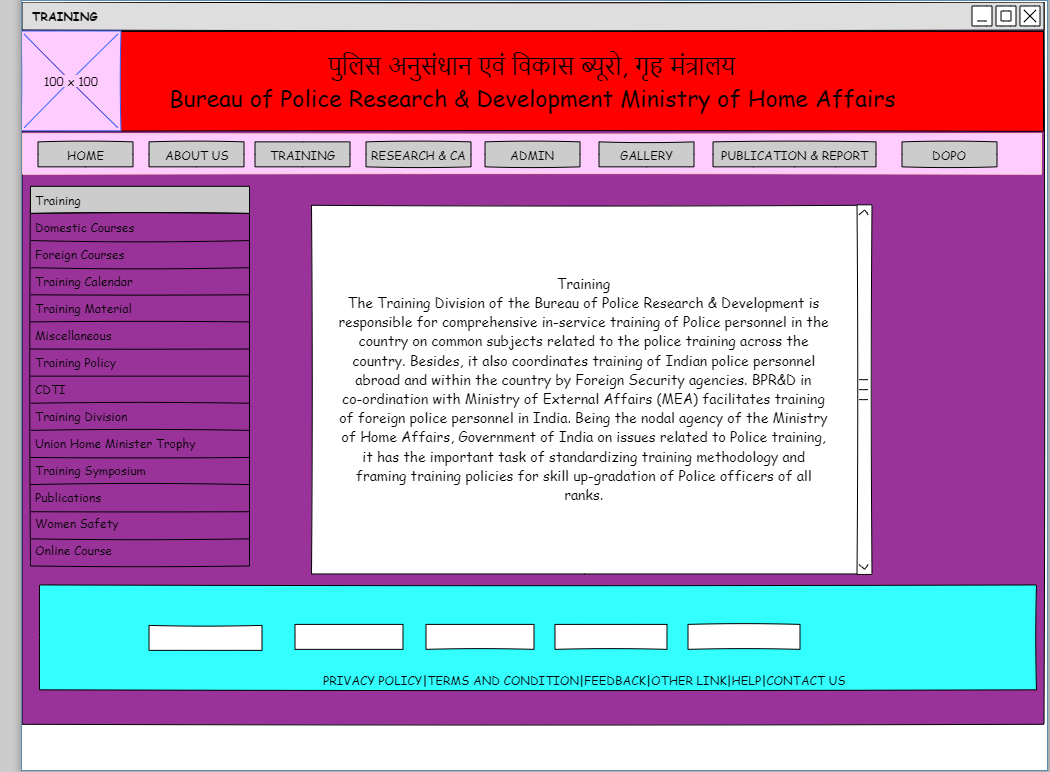 TRAINING
100 x 100
पुलिस अनुसंधान एवं विकास ब्यूरो, गृह मंत्रालय
Bureau of Police Research & Development Ministry of Home Affairs
HOME ABOUT US TRAINING RESEARCH & CA ADMIN GALLERY PUBLICATION & REPORT DOPO
Training
Domestic Courses
Foreign Courses
Training Calendar
Training Material
Miscellaneous
Training Policy
CDTI
Training Division
Union Home Minister Trophy
Training Symposium
Publications
Women Safety
Online Course
Training
The Training Division of the Bureau of Police Research & Development is
responsible for comprehensive in-service training of Police personnel in the
country on common subjects related to the police training across the
country. Besides, it also coordinates training of Indian police personnel
abroad and within the country by Foreign Security agencies. BPR&D in
co-ordination with Ministry of External Affairs (MEA) facilitates training
of foreign police personnel in India. Being the nodal agency of the Ministry
of Home Affairs, Government of India on issues related to Police training,
it has the important task of standardizing training methodology and
framing training policies for skill up-gradation of Police officers of all
ranks.
PRIVACY POLICY|TERMS AND CONDITION|FEEDBACK|OTHER LINK|HELP|CONTACT US